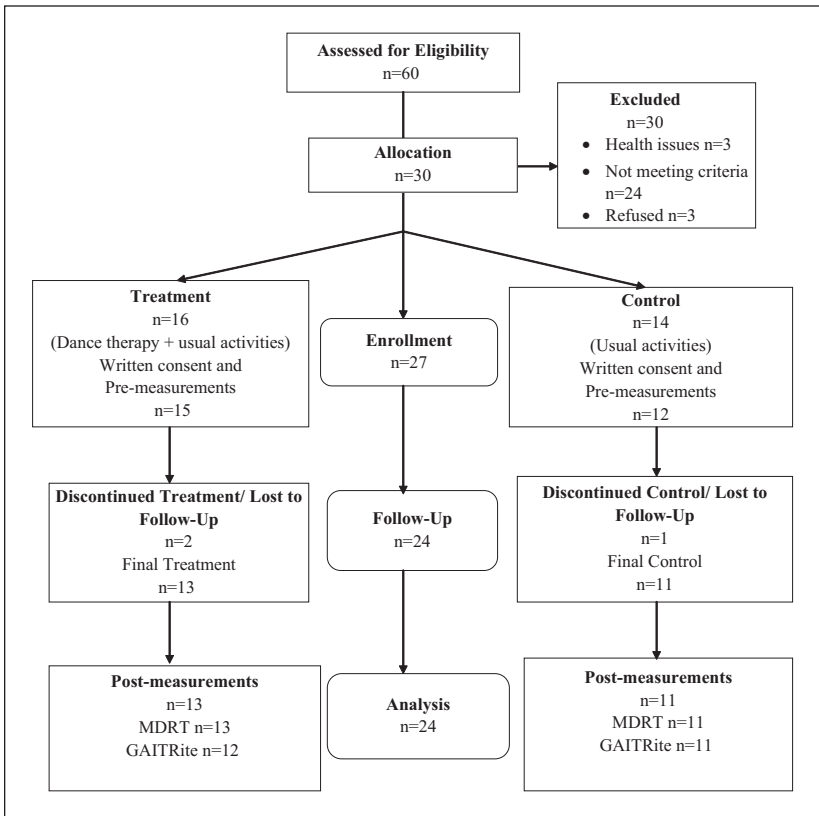 Assessed for Eligibility
n=60
Excluded
n=30
• Health issues n=3
• Not meeting criteria
n=24
• Refused n=3
Allocation
n=30
Treatment
n=16
(Dance therapy + usual activities)
Written consent and
Pre-measurements
n=15
Enrollment
n=27
Control
n=14
(Usual activities)
Written consent and
Pre-measurements
n=12
Discontinued Treatment/ Lost to
Follow-Up
n=2
Final Treatment
n=13
Follow-Up
n=24
Discontinued Control/ Lost to
Follow-Up
n=1
Final Control
n=11
Post-measurements
n=13
MDRT n=13
GAITRite n=12
Analysis
n=24
Post-measurements
n=11
MDRT n=11
GAITRite n=11